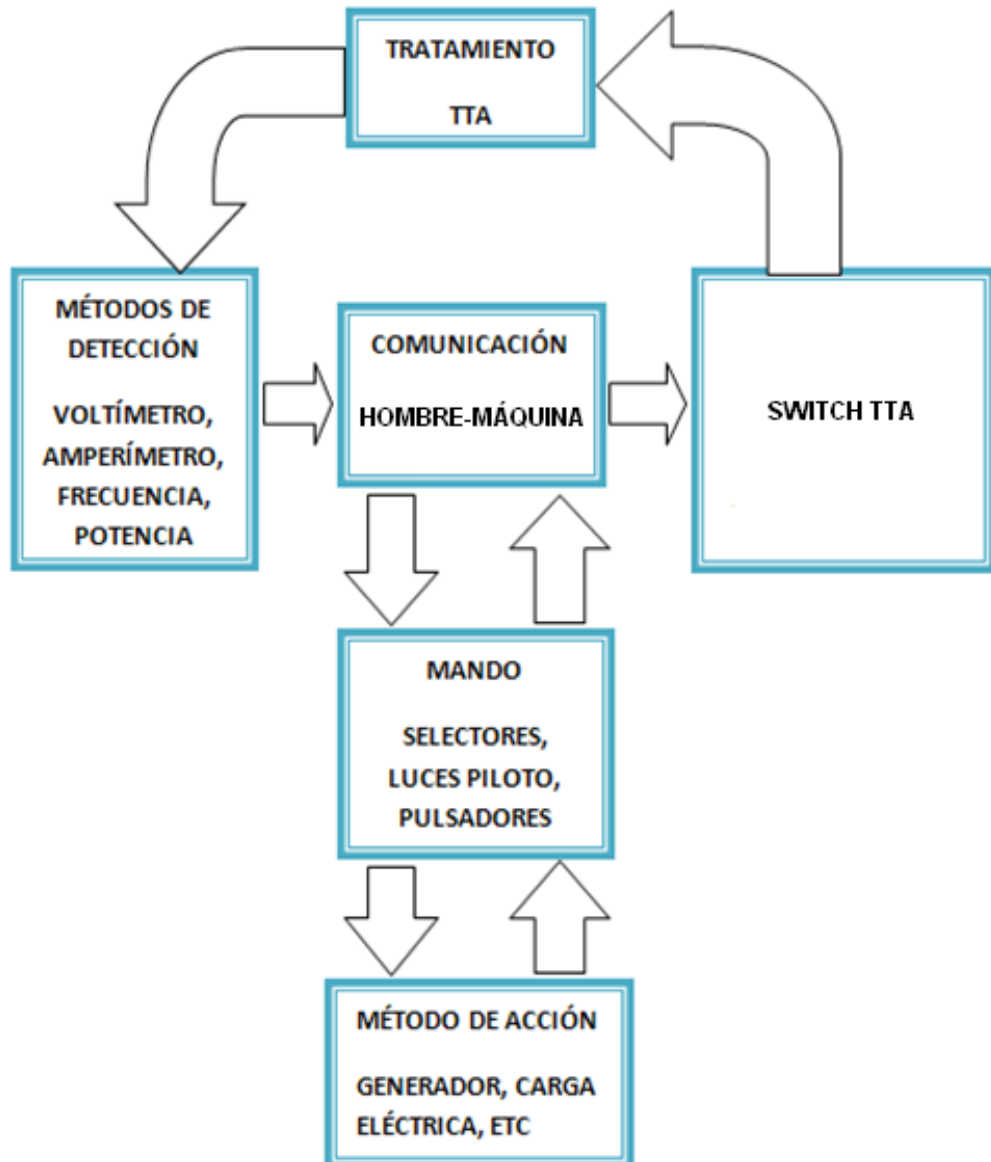 TRATAMIENTO
TTA
MÉTODOS DE
DETECCIÓN
VOLTÍMETRO,
AMPERÍMETRO,
FRECUENCIA,
POTENCIA
COMUNICACIÓN
HOMBRE-MÁQUINA
SWITCH TTA
MANDO
SELECTORES,
LUCES PILOTO,
PULSADORES
MÉTODO DE ACCIÓN
GENERADOR, CARGA
ELÉCTRICA, ETC